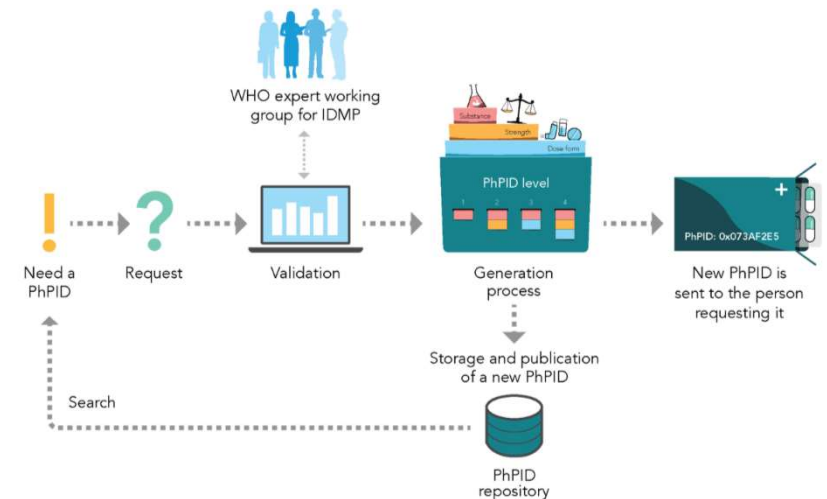 WHO expert working
group for IDMP
Substance
Strength
Dose form
PhPID level
1 2 3 4
+
PhPID: 0x073AF2E5
Need a
PhPID
Request
Validation
Generation
process
New PhPID is
sent to the person
requesting it
Storage and publication
of a new PhPID
Search
PhPID
repository